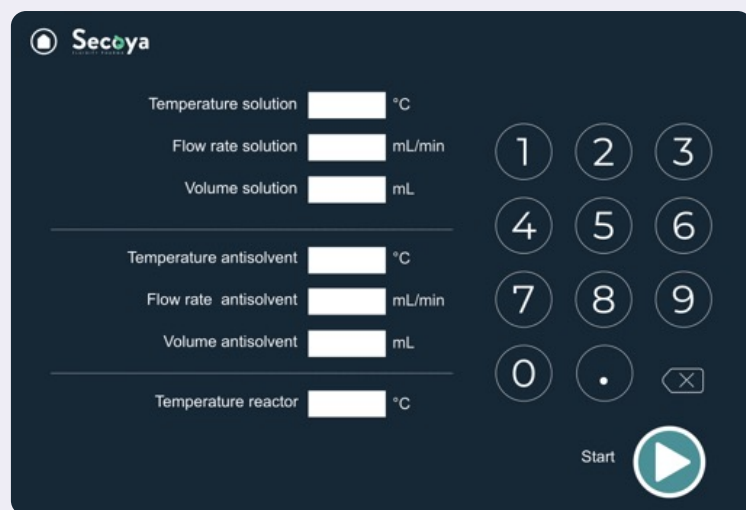 Secoya
Temperature solution °C
Flow rate solution mL/min
Volume solution mL
Temperature antisolvent °C
Flow rate antisolvent mL/min
Volume antisolvent mL
Temperature reactor °C
1 2 3
4 5 6
7 8 9
0 .
Start